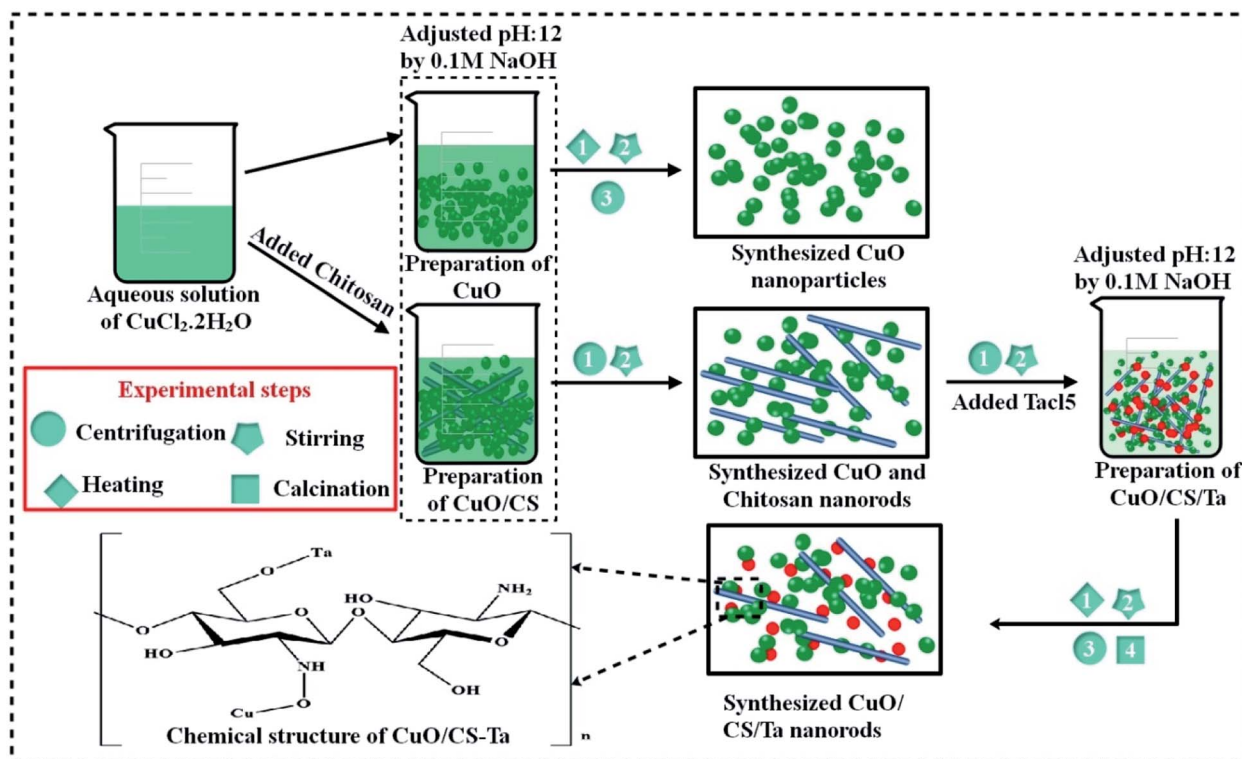 Adjusted pH:12
by 0.1M NaOH
Aqueous solution
of CuCl₂.2H₂O
Added Chitosan
Preparation of
CuO
1 2
3
Synthesized CuO
nanoparticles
Preparation
of CuO/CS
1 2
Synthesized CuO and
Chitosan nanorods
1 2
Added Tacl5
Adjusted pH:12
by 0.1M NaOH
Preparation of
CuO/CS/Ta
Experimental steps
Centrifugation
Stirring
Heating
Calcination
1 2
3 4
Synthesized CuO/
CS/Ta nanorods
Ta
O
O
HO
NH₂
O
O
O
HO
NH
OH
Cu
O
Chemical structure of CuO/CS-Ta
n